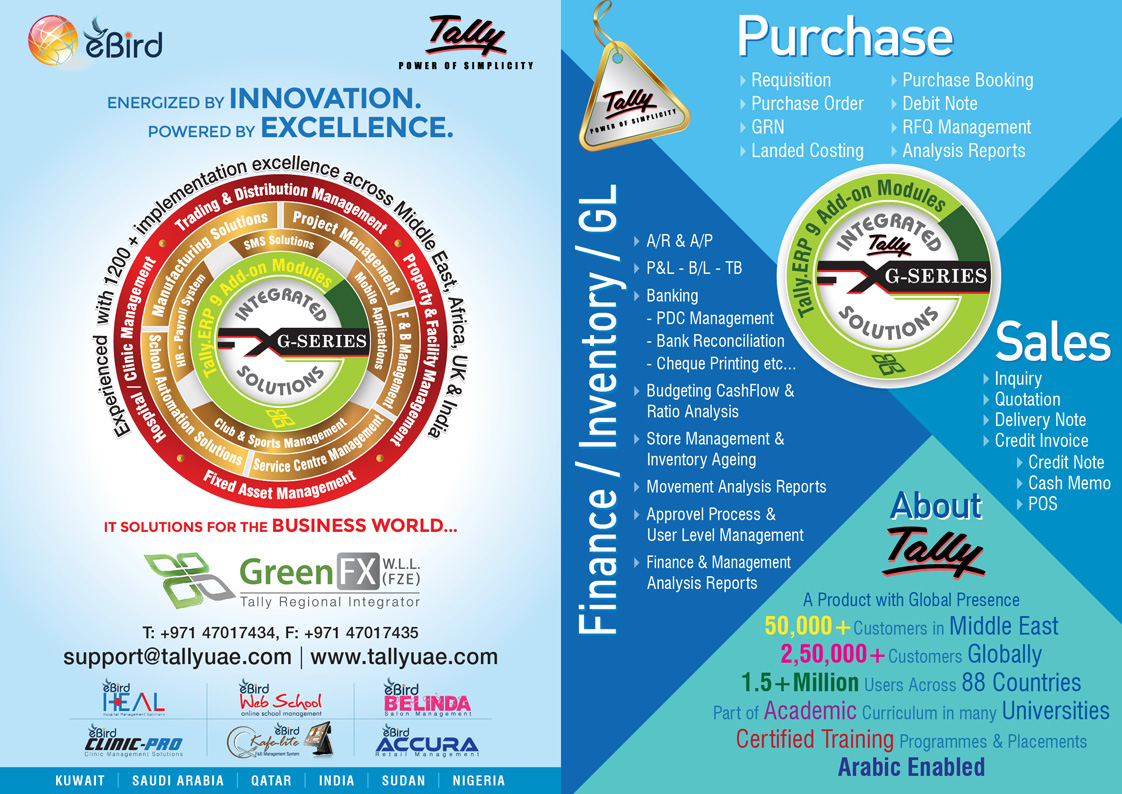 eBird
Tally
POWER OF SIMPLICITY
ENERGIZED BY INNOVATION.
POWERED BY EXCELLENCE.
Experienced with 1200 + implementation excellence across Middle East, Africa, UK & India
Trading & Distribution Management
Property & Facility Management
Fixed Asset Management
Hospital / Clinic Management
Manufacturing Solutions
Project Management
F & B Management
Service Centre Management
School Automation Solutions
SMS Solutions
Mobile Applications
Club & Sports Management
HR - Payroll System
Tally.ERP 9 Add-on Modules
INTEGRATED
FX G-SERIES
SOLUTIONS
IT SOLUTIONS FOR THE BUSINESS WORLD...
GreenFX W.L.L.
(FZE)
Tally Regional Integrator
T: +971 47017434, F: +971 47017435
support@tallyuae.com | www.tallyuae.com
eBird
HEAL
Hospital Management Solutions
eBird
Web School
online school management
eBird
BELINDA
Salon Management
eBird
CLINIC-PRO
Clinic Management Solutions
eBird
Kafe-lite
F&B Management System
eBird
ACCURA
Retail Management
KUWAIT | SAUDI ARABIA | QATAR | INDIA | SUDAN | NIGERIA
Tally
POWER OF SIMPLICITY
Purchase
Requisition
Purchase Order
GRN
Landed Costing
Purchase Booking
Debit Note
RFQ Management
Analysis Reports
Finance / Inventory / GL
A/R & A/P
P&L - B/L - TB
Banking
- PDC Management
- Bank Reconciliation
- Cheque Printing etc...
Budgeting CashFlow &
Ratio Analysis
Store Management &
Inventory Ageing
Movement Analysis Reports
Approvel Process &
User Level Management
Finance & Management
Analysis Reports
Tally.ERP 9 Add-on Modules
INTEGRATED
Tally
FX G-SERIES
SOLUTIONS
Sales
Inquiry
Quotation
Delivery Note
Credit Invoice
Credit Note
Cash Memo
POS
About
Tally
A Product with Global Presence
50,000+ Customers in Middle East
2,50,000+ Customers Globally
1.5+Million Users Across 88 Countries
Part of Academic Curriculum in many Universities
Certified Training Programmes & Placements
Arabic Enabled